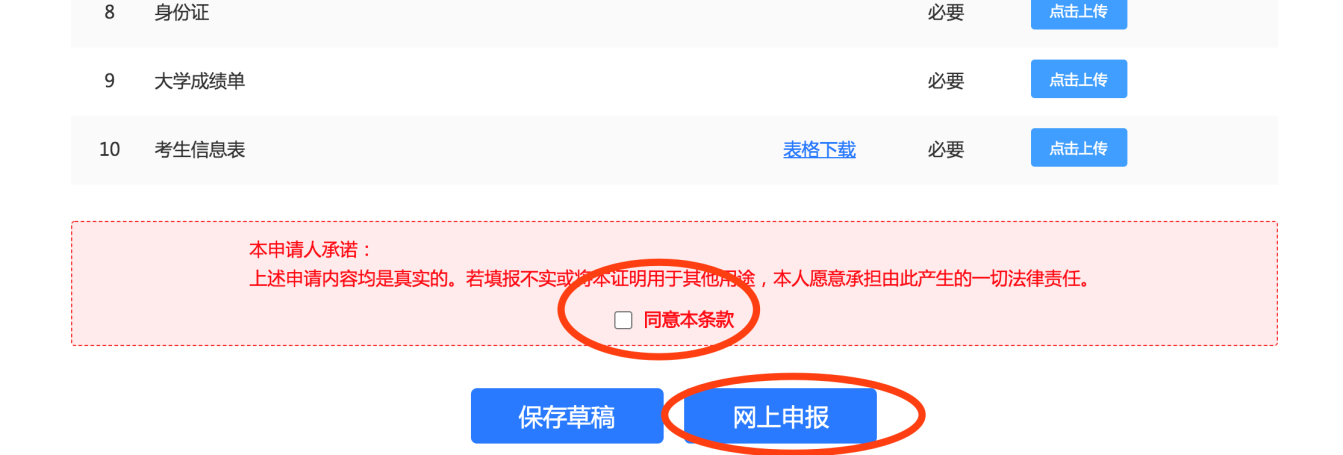 8 身份证 必要 点击上传
9 大学成绩单 必要 点击上传
10 考生信息表 表格下载 必要 点击上传
本申请人承诺：
上述申请内容均是真实的。若填报不实或将本证明用于其他用途，本人愿意承担由此产生的一切法律责任。
同意本条款
保存草稿 网上申报